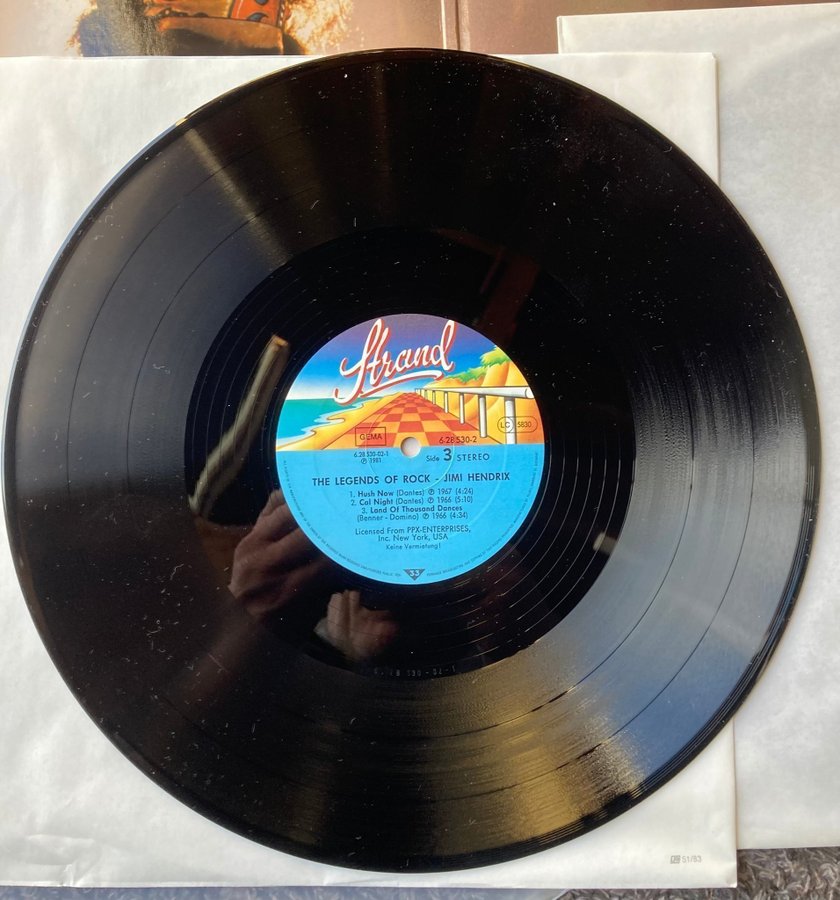 Strand
GEMA
6.28 530-2
LC 5830
6.28 530-02-1
℗ 1981
Side 3 STEREO
THE LEGENDS OF ROCK - JIMI HENDRIX
1. Hush Now (Dantes) ℗ 1967 (4:24)
2. Cal Night (Dantes) ℗ 1966 (5:10)
3. Land Of Thousand Dances
(Benner - Domino) ℗ 1966 (4:34)
Licensed From PPX-ENTERPRISES,
Inc. New York, USA
Keine Vermietung!
33
51/83